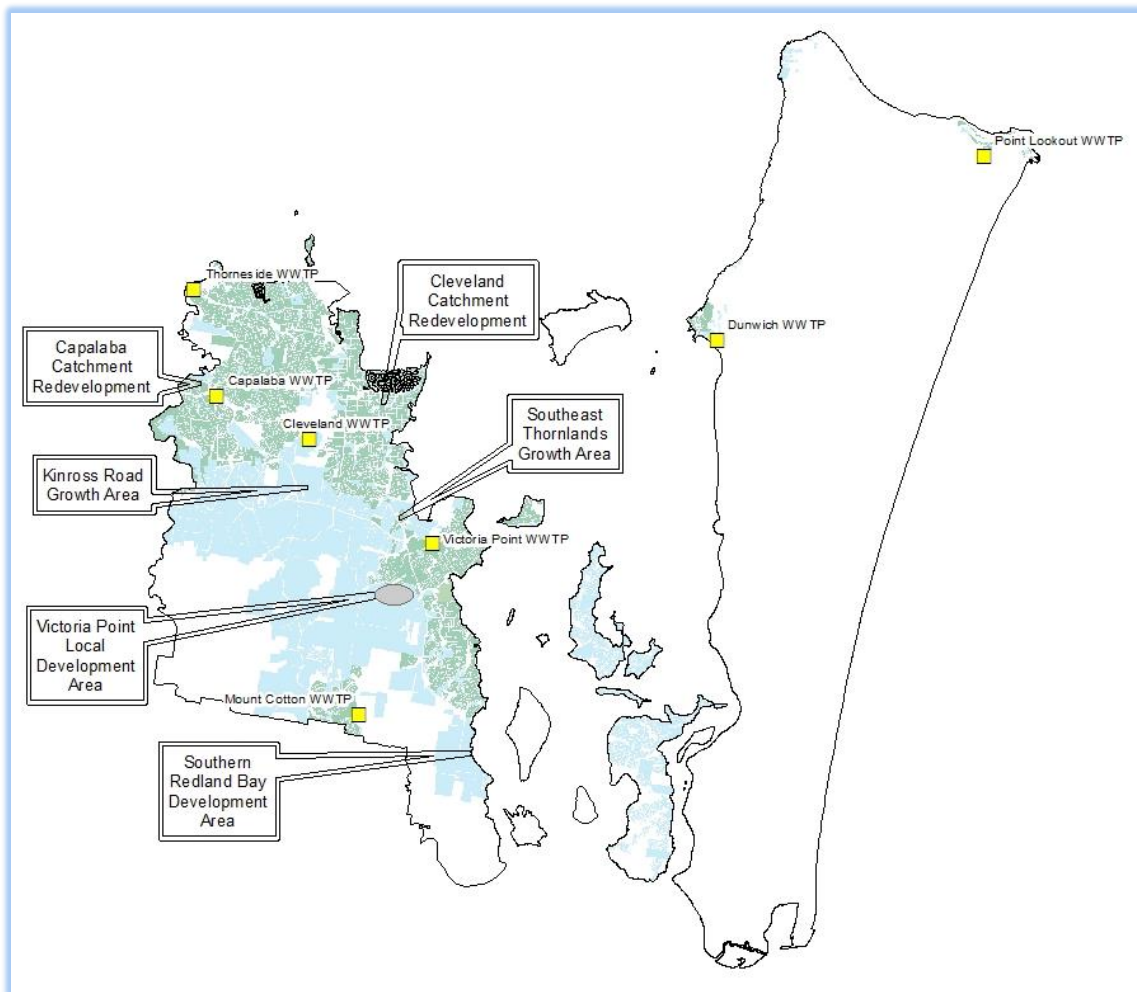 Point Lookout WWTP
Thorneside WWTP
Cleveland
Catchment
Redevelopment
Dunwich WWTP
Capalaba
Catchment
Redevelopment
Capalaba WWTP
Cleveland WWTP
Southeast
Thornlands
Growth Area
Kinross Road
Growth Area
Victoria Point WWTP
Victoria Point
Local
Development
Area
Mount Cotton WWTP
Southern
Redland Bay
Development
Area